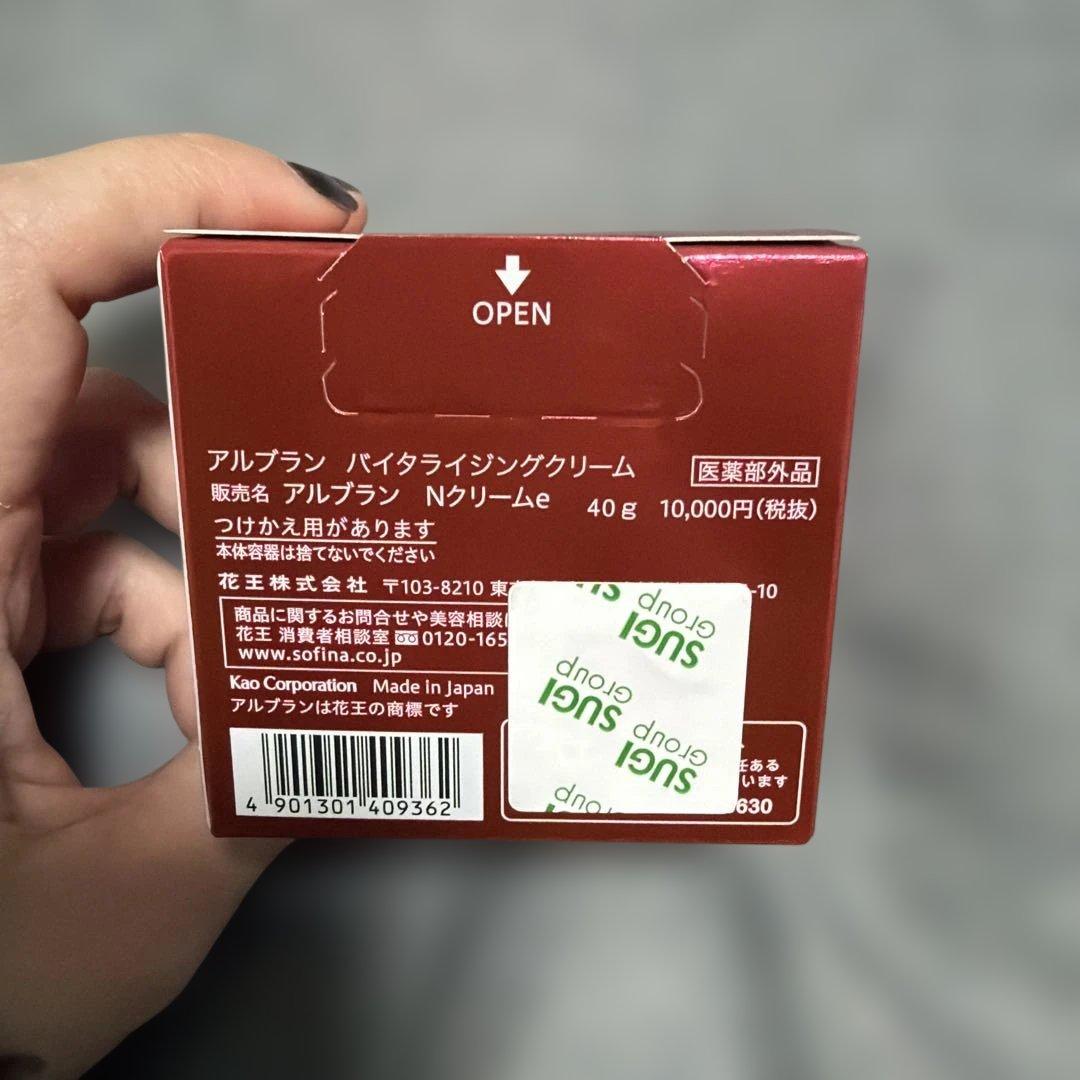 OPEN
アルブラン バイタライジングクリーム 医薬部外品
販売名 アルブラン Nクリームe 40g 10,000円(税抜)
つけかえ用があります
本体容器は捨てないでください
花王株式会社 〒103-8210 -10
商品に関するお問合せや美容相談
花王 消費者相談室 0120-165
www.sofina.co.jp
Kao Corporation Made in Japan
アルブランは花王の商標です
4 901301 409362
SUGI
Group
SUGI
Group
SUGI
Group
Group
任ある
います
630